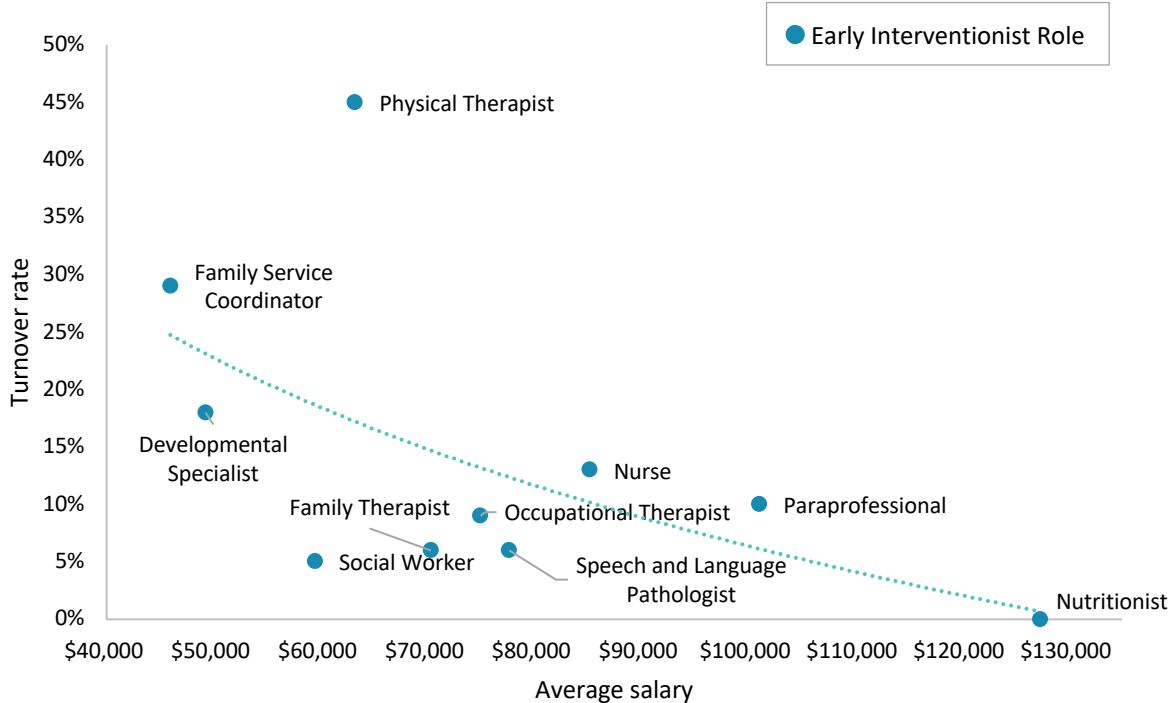 Early Interventionist Role
50%
45%
40%
35%
30%
25%
20%
15%
10%
5%
0%
Turnover rate
Physical Therapist
Family Service
Coordinator
Developmental
Specialist
Nurse
Family Therapist
Occupational Therapist
Paraprofessional
Social Worker
Speech and Language
Pathologist
Nutritionist
$40,000 $50,000 $60,000 $70,000 $80,000 $90,000 $100,000 $110,000 $120,000 $130,000
Average salary